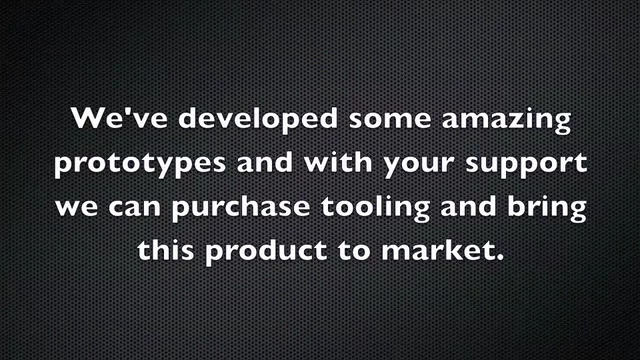 We've developed some amazing
prototypes and with your support
we can purchase tooling and bring
this product to market.